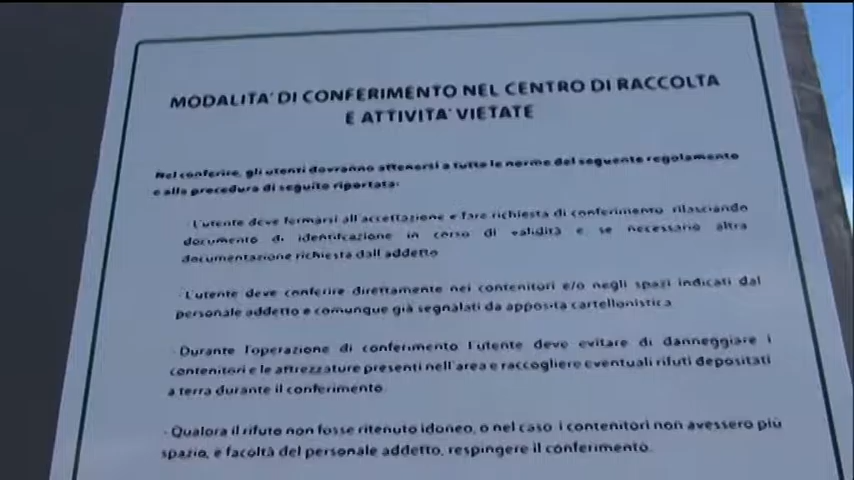 MODALITA' DI CONFERIMENTO NEL CENTRO DI RACCOLTA
E ATTIVITA' VIETATE
Nel conferire, gli utenti dovranno attenersi a tutte le norme del seguente regolamento
e alla procedura di seguito riportata:
· L'utente deve fermarsi all'accettazione e fare richiesta di conferimento rilasciando
documento di identifcazione in corso di validità e se necessario altra
documentazione richiesta dall'addetto.
· L'utente deve conferire direttamente nei contenitori e/o negli spazi indicati dal
personale addetto e comunque già segnalati da apposita cartellonistica.
· Durante l'operazione di conferimento l'utente deve evitare di danneggiare i
contenitori e le attrezzature presenti nell'area e raccogliere eventuali rifiuti depositati
a terra durante il conferimento.
· Qualora il rifiuto non fosse ritenuto idoneo, o nel caso i contenitori non avessero più
spazio, e facoltà del personale addetto, respingere il conferimento.